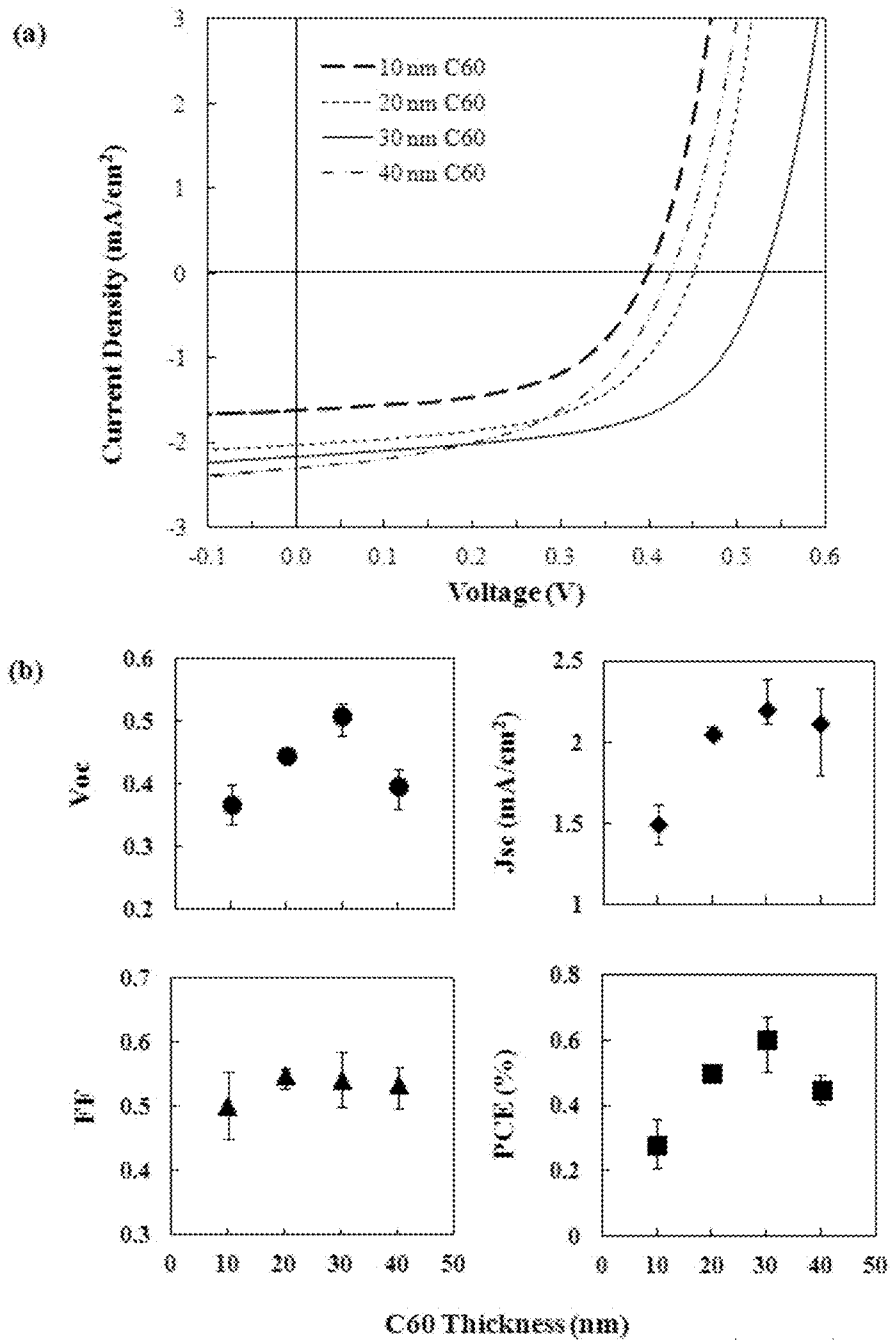 (a)
3
2
1
0
-1
-2
-3
Current Density (mA/cm²)
10 nm C60
20 nm C60
30 nm C60
40 nm C60
-0.1 0.0 0.1 0.2 0.3 0.4 0.5 0.6
Voltage (V)
(b)
0.6
0.5
0.4
0.3
0.2
Voc
2.5
2
1.5
1
Jsc (mA/cm²)
0.7
0.6
0.5
0.4
0.3
FF
0 10 20 30 40 50
0.8
0.6
0.4
0.2
0
PCE (%)
0 10 20 30 40 50
C60 Thickness (nm)